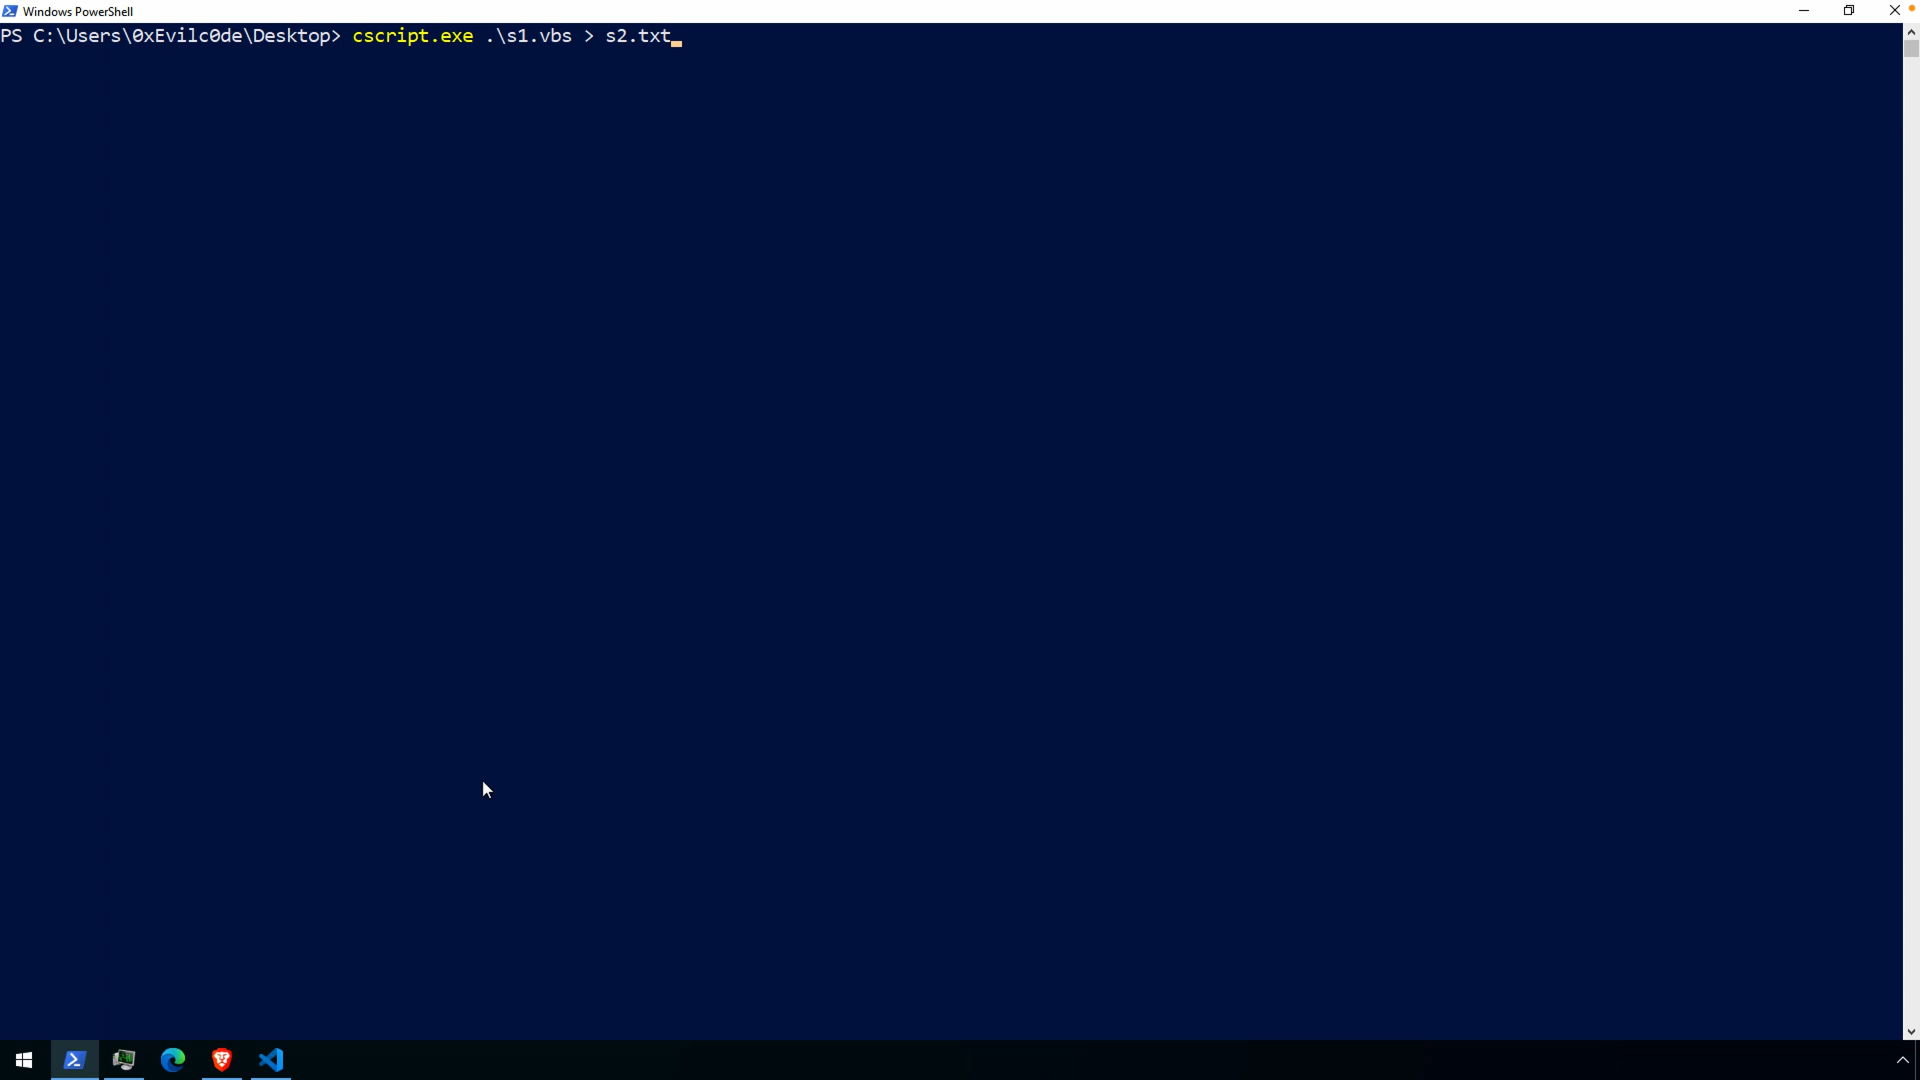 Windows PowerShell
PS C:\Users\0xEvilc0de\Desktop> cscript.exe .\s1.vbs > s2.txt